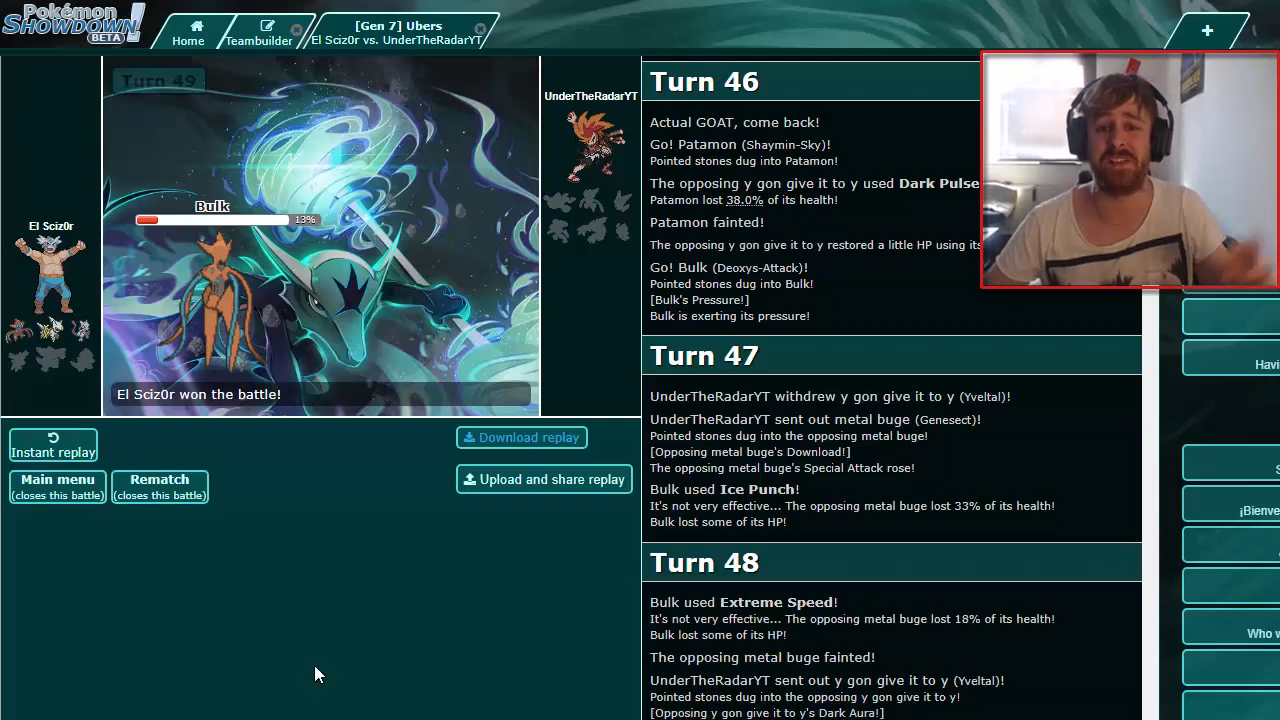 Pokémon
SHOWDOWN!
BETA
Home
Teambuilder
[Gen 7] Ubers
El Sciz0r vs. UnderTheRadarYT
+
Turn 49
El Sciz0r
Bulk
13%
El Sciz0r won the battle!
UnderTheRadarYT
Instant replay
Main menu
(closes this battle)
Rematch
(closes this battle)
Download replay
Upload and share replay
Turn 46
Actual GOAT, come back!
Go! Patamon (Shaymin-Sky)!
Pointed stones dug into Patamon!
The opposing y gon give it to y used Dark Pulse
Patamon lost 38.0% of its health!
Patamon fainted!
The opposing y gon give it to y restored a little HP using its
Go! Bulk (Deoxys-Attack)!
Pointed stones dug into Bulk!
[Bulk's Pressure!]
Bulk is exerting its pressure!
Turn 47
UnderTheRadarYT withdrew y gon give it to y (Yveltal)!
UnderTheRadarYT sent out metal buge (Genesect)!
Pointed stones dug into the opposing metal buge!
[Opposing metal buge's Download!]
The opposing metal buge's Special Attack rose!
Bulk used Ice Punch!
It's not very effective... The opposing metal buge lost 33% of its health!
Bulk lost some of its HP!
Turn 48
Bulk used Extreme Speed!
It's not very effective... The opposing metal buge lost 18% of its health!
Bulk lost some of its HP!
The opposing metal buge fainted!
UnderTheRadarYT sent out y gon give it to y (Yveltal)!
Pointed stones dug into the opposing y gon give it to y!
[Opposing y gon give it to y's Dark Aura!]
Havi
S
¡Bienve
Who w